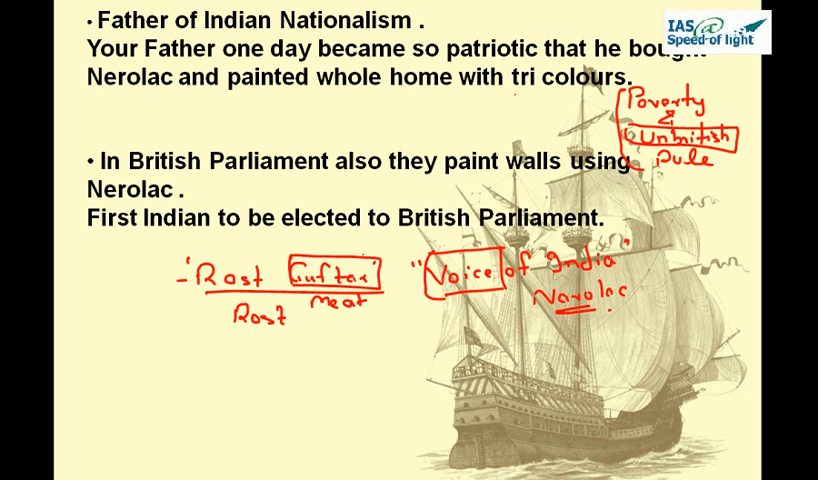 • Father of Indian Nationalism .
IAS@
Speed of light
Your Father one day became so patriotic that he bought
Nerolac and painted whole home with tri colours.
Poverty
&
UnBritish
Rule
• In British Parliament also they paint walls using
Nerolac .
First Indian to be elected to British Parliament.
- 'Rast Guftar' "Voice of India"
Rost meat Narolac